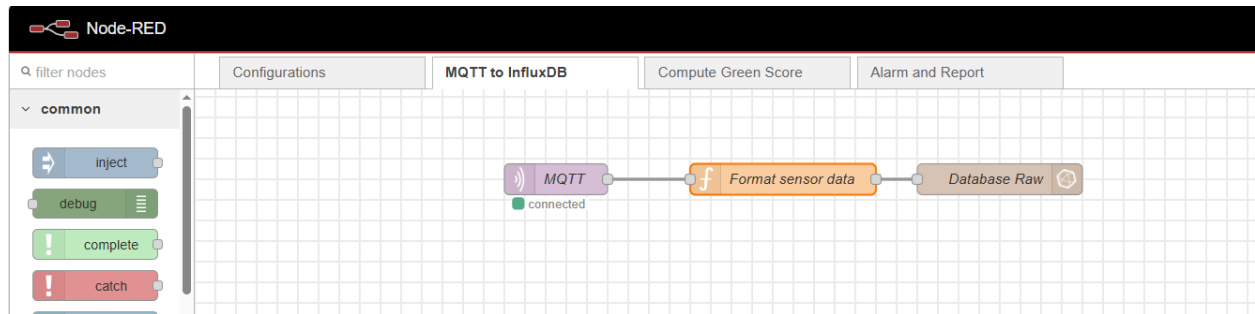 Node-RED
filter nodes
Configurations
MQTT to InfluxDB
Compute Green Score
Alarm and Report
common
inject
debug
complete
catch
MQTT
connected
Format sensor data
Database Raw